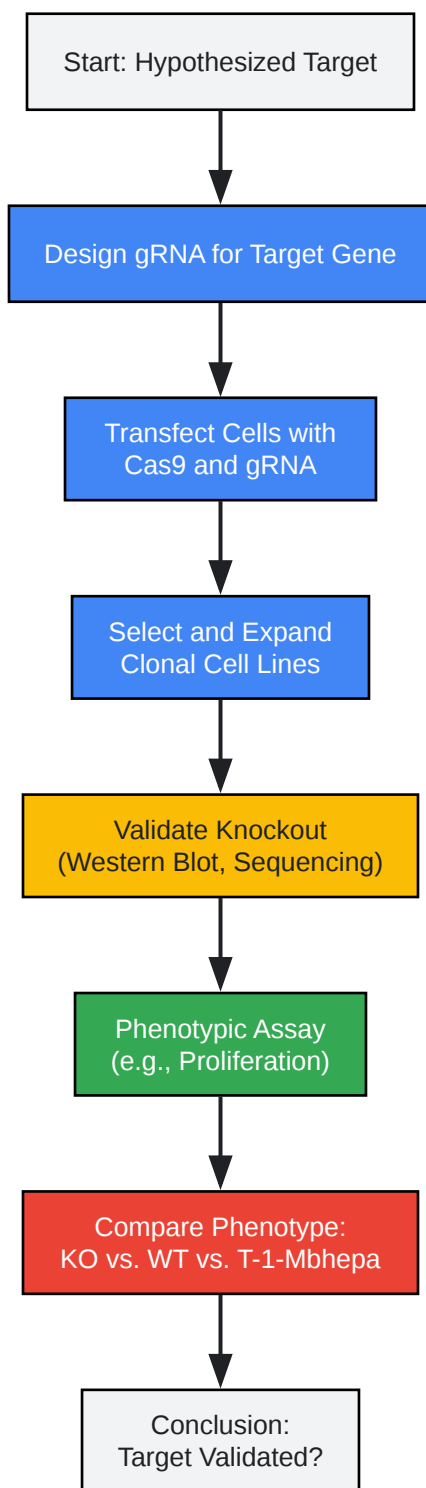 Start: Hypothesized Target
Design gRNA for Target Gene
Transfect Cells with
Cas9 and gRNA
Select and Expand
Clonal Cell Lines
Validate Knockout
(Western Blot, Sequencing)
Phenotypic Assay
(e.g., Proliferation)
Compare Phenotype:
KO vs. WT vs. T-1-Mbhepa
Conclusion:
Target Validated?